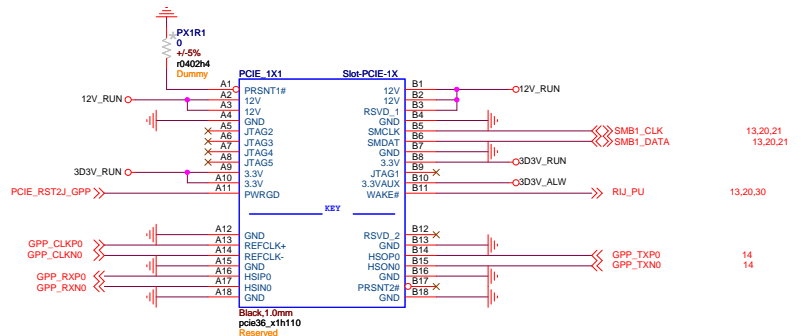 PX1R1
0
+/-5%
r0402h4
Dummy
PCIE_1X1 Slot-PCIE-1X
A1 PRSNT1# 12V B1 12V_RUN
12V_RUN A2 12V 12V B2
A3 12V RSVD_1 B3
A4 GND GND B4
A5 JTAG2 SMCLK B5 SMB1_CLK 13,20,21
A6 JTAG3 SMDAT B6 SMB1_DATA 13,20,21
A7 JTAG4 GND B7
A8 JTAG5 3.3V B8 3D3V_RUN
3D3V_RUN A9 3.3V JTAG1 B9
A10 3.3V 3.3VAUX B10 3D3V_ALW
PCIE_RST2J_GPP A11 PWRGD WAKE# B11 RIJ_PU 13,20,30
KEY
A12 GND RSVD_2 B12
GPP_CLKP0 A13 REFCLK+ GND B13
GPP_CLKN0 A14 REFCLK- HSOP0 B14 GPP_TXP0 14
A15 GND HSON0 B15 GPP_TXN0 14
GPP_RXP0 A16 HSIP0 GND B16
GPP_RXN0 A17 HSIN0 PRSNT2# B17
A18 GND GND B18
Black,1.0mm
pcie36_x1h110
Reserved